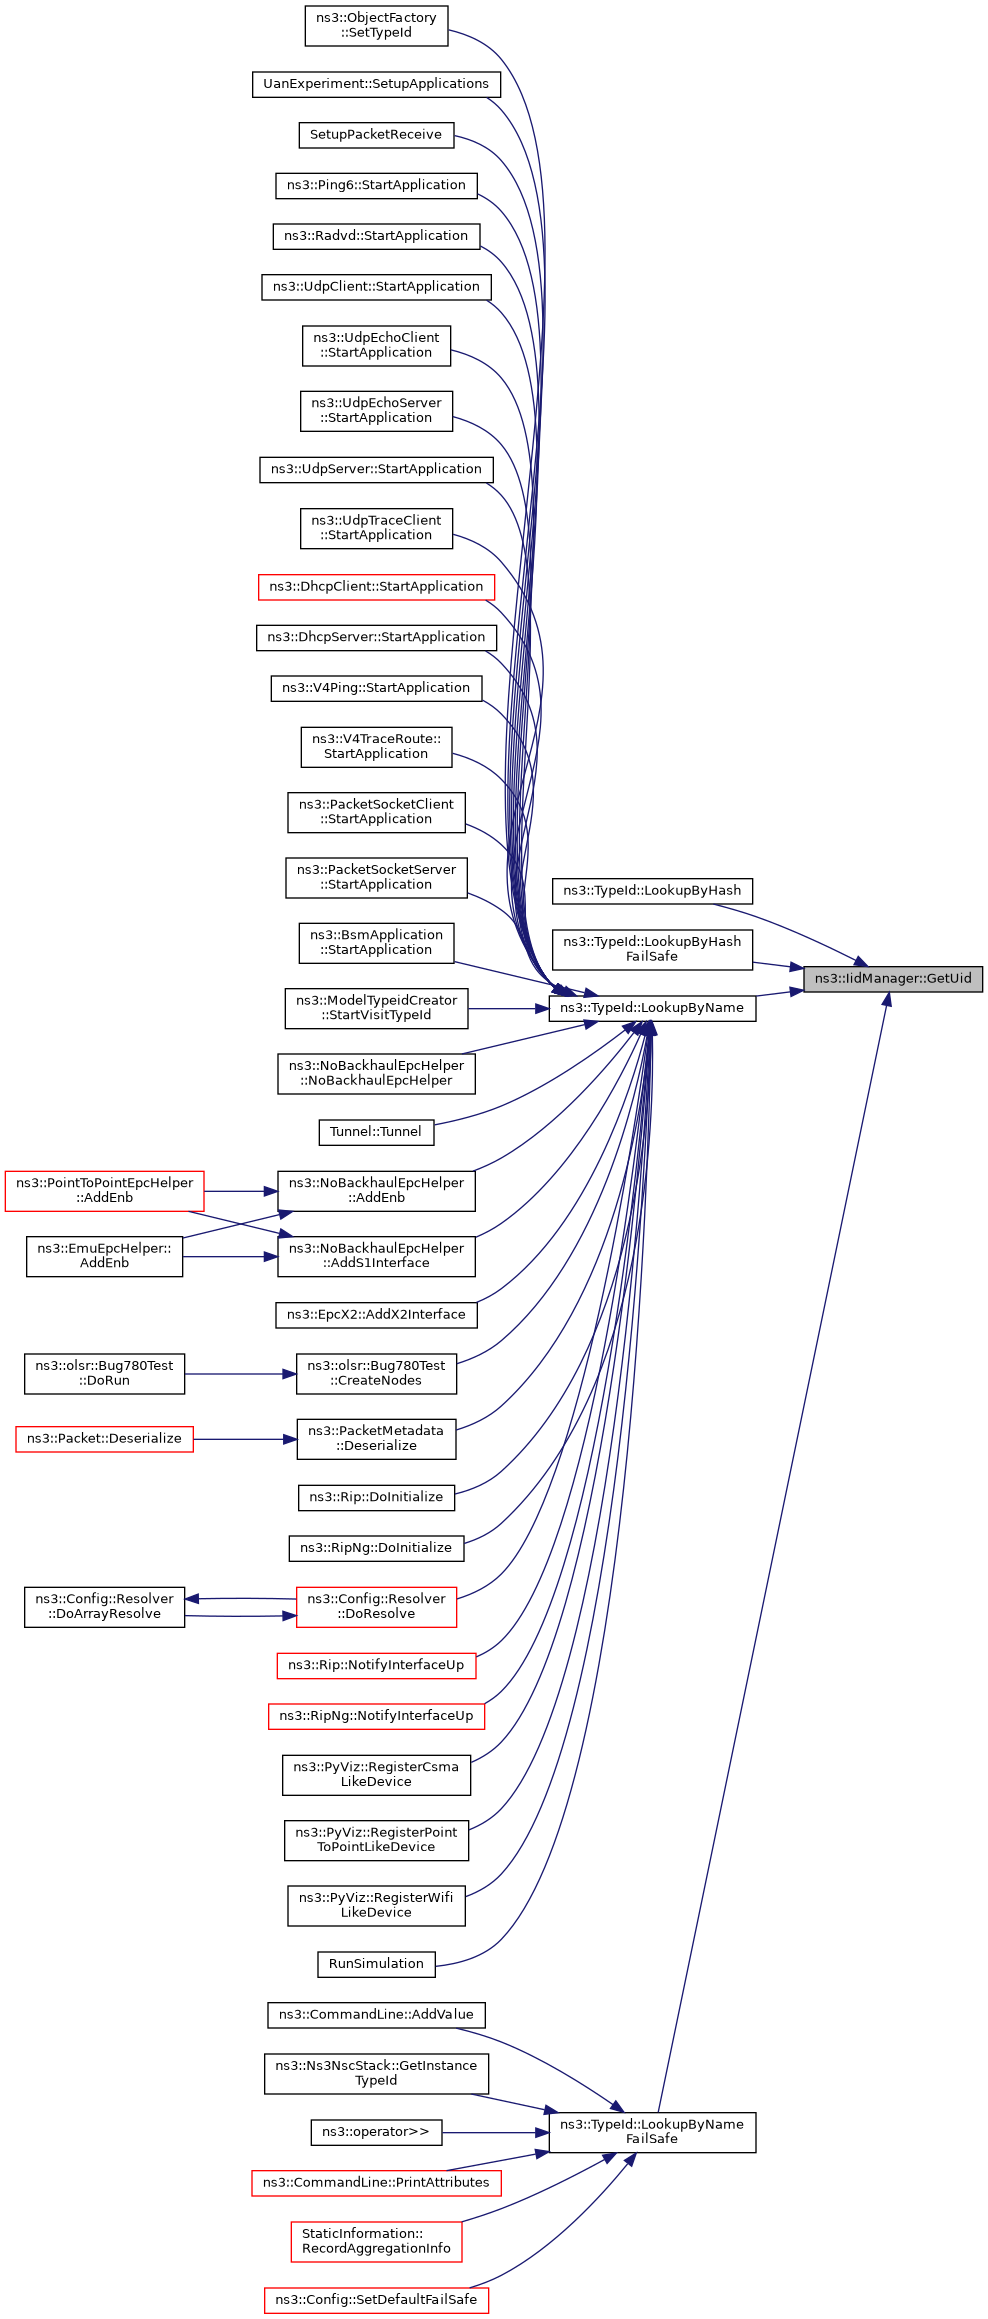 ns3::ObjectFactory
::SetTypeId
UanExperiment::SetupApplications
SetupPacketReceive
ns3::Ping6::StartApplication
ns3::Radvd::StartApplication
ns3::UdpClient::StartApplication
ns3::UdpEchoClient
::StartApplication
ns3::UdpEchoServer
::StartApplication
ns3::UdpServer::StartApplication
ns3::UdpTraceClient
::StartApplication
ns3::DhcpClient::StartApplication
ns3::DhcpServer::StartApplication
ns3::V4Ping::StartApplication
ns3::V4TraceRoute::
StartApplication
ns3::PacketSocketClient
::StartApplication
ns3::PacketSocketServer
::StartApplication
ns3::BsmApplication
::StartApplication
ns3::ModelTypeidCreator
::StartVisitTypeId
ns3::NoBackhaulEpcHelper
::NoBackhaulEpcHelper
Tunnel::Tunnel
ns3::NoBackhaulEpcHelper
::AddEnb
ns3::NoBackhaulEpcHelper
::AddS1Interface
ns3::PointToPointEpcHelper
::AddEnb
ns3::EmuEpcHelper::
AddEnb
ns3::EpcX2::AddX2Interface
ns3::olsr::Bug780Test
::CreateNodes
ns3::olsr::Bug780Test
::DoRun
ns3::PacketMetadata
::Deserialize
ns3::Packet::Deserialize
ns3::Rip::DoInitialize
ns3::RipNg::DoInitialize
ns3::Config::Resolver
::DoResolve
ns3::Config::Resolver
::DoArrayResolve
ns3::Rip::NotifyInterfaceUp
ns3::RipNg::NotifyInterfaceUp
ns3::PyViz::RegisterCsma
LikeDevice
ns3::PyViz::RegisterPoint
ToPointLikeDevice
ns3::PyViz::RegisterWifi
LikeDevice
RunSimulation
ns3::CommandLine::AddValue
ns3::Ns3NscStack::GetInstance
TypeId
ns3::operator>>
ns3::CommandLine::PrintAttributes
StaticInformation::
RecordAggregationInfo
ns3::Config::SetDefaultFailSafe
ns3::TypeId::LookupByHash
ns3::TypeId::LookupByHash
FailSafe
ns3::TypeId::LookupByName
ns3::TypeId::LookupByName
FailSafe
ns3::IidManager::GetUid